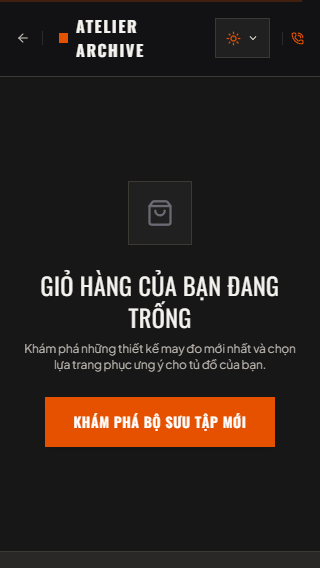 ATELIER
ARCHIVE
GIỎ HÀNG CỦA BẠN ĐANG
TRỐNG
Khám phá những thiết kế may đo mới nhất và chọn
lựa trang phục ưng ý cho tủ đồ của bạn.
KHÁM PHÁ BỘ SƯU TẬP MỚI